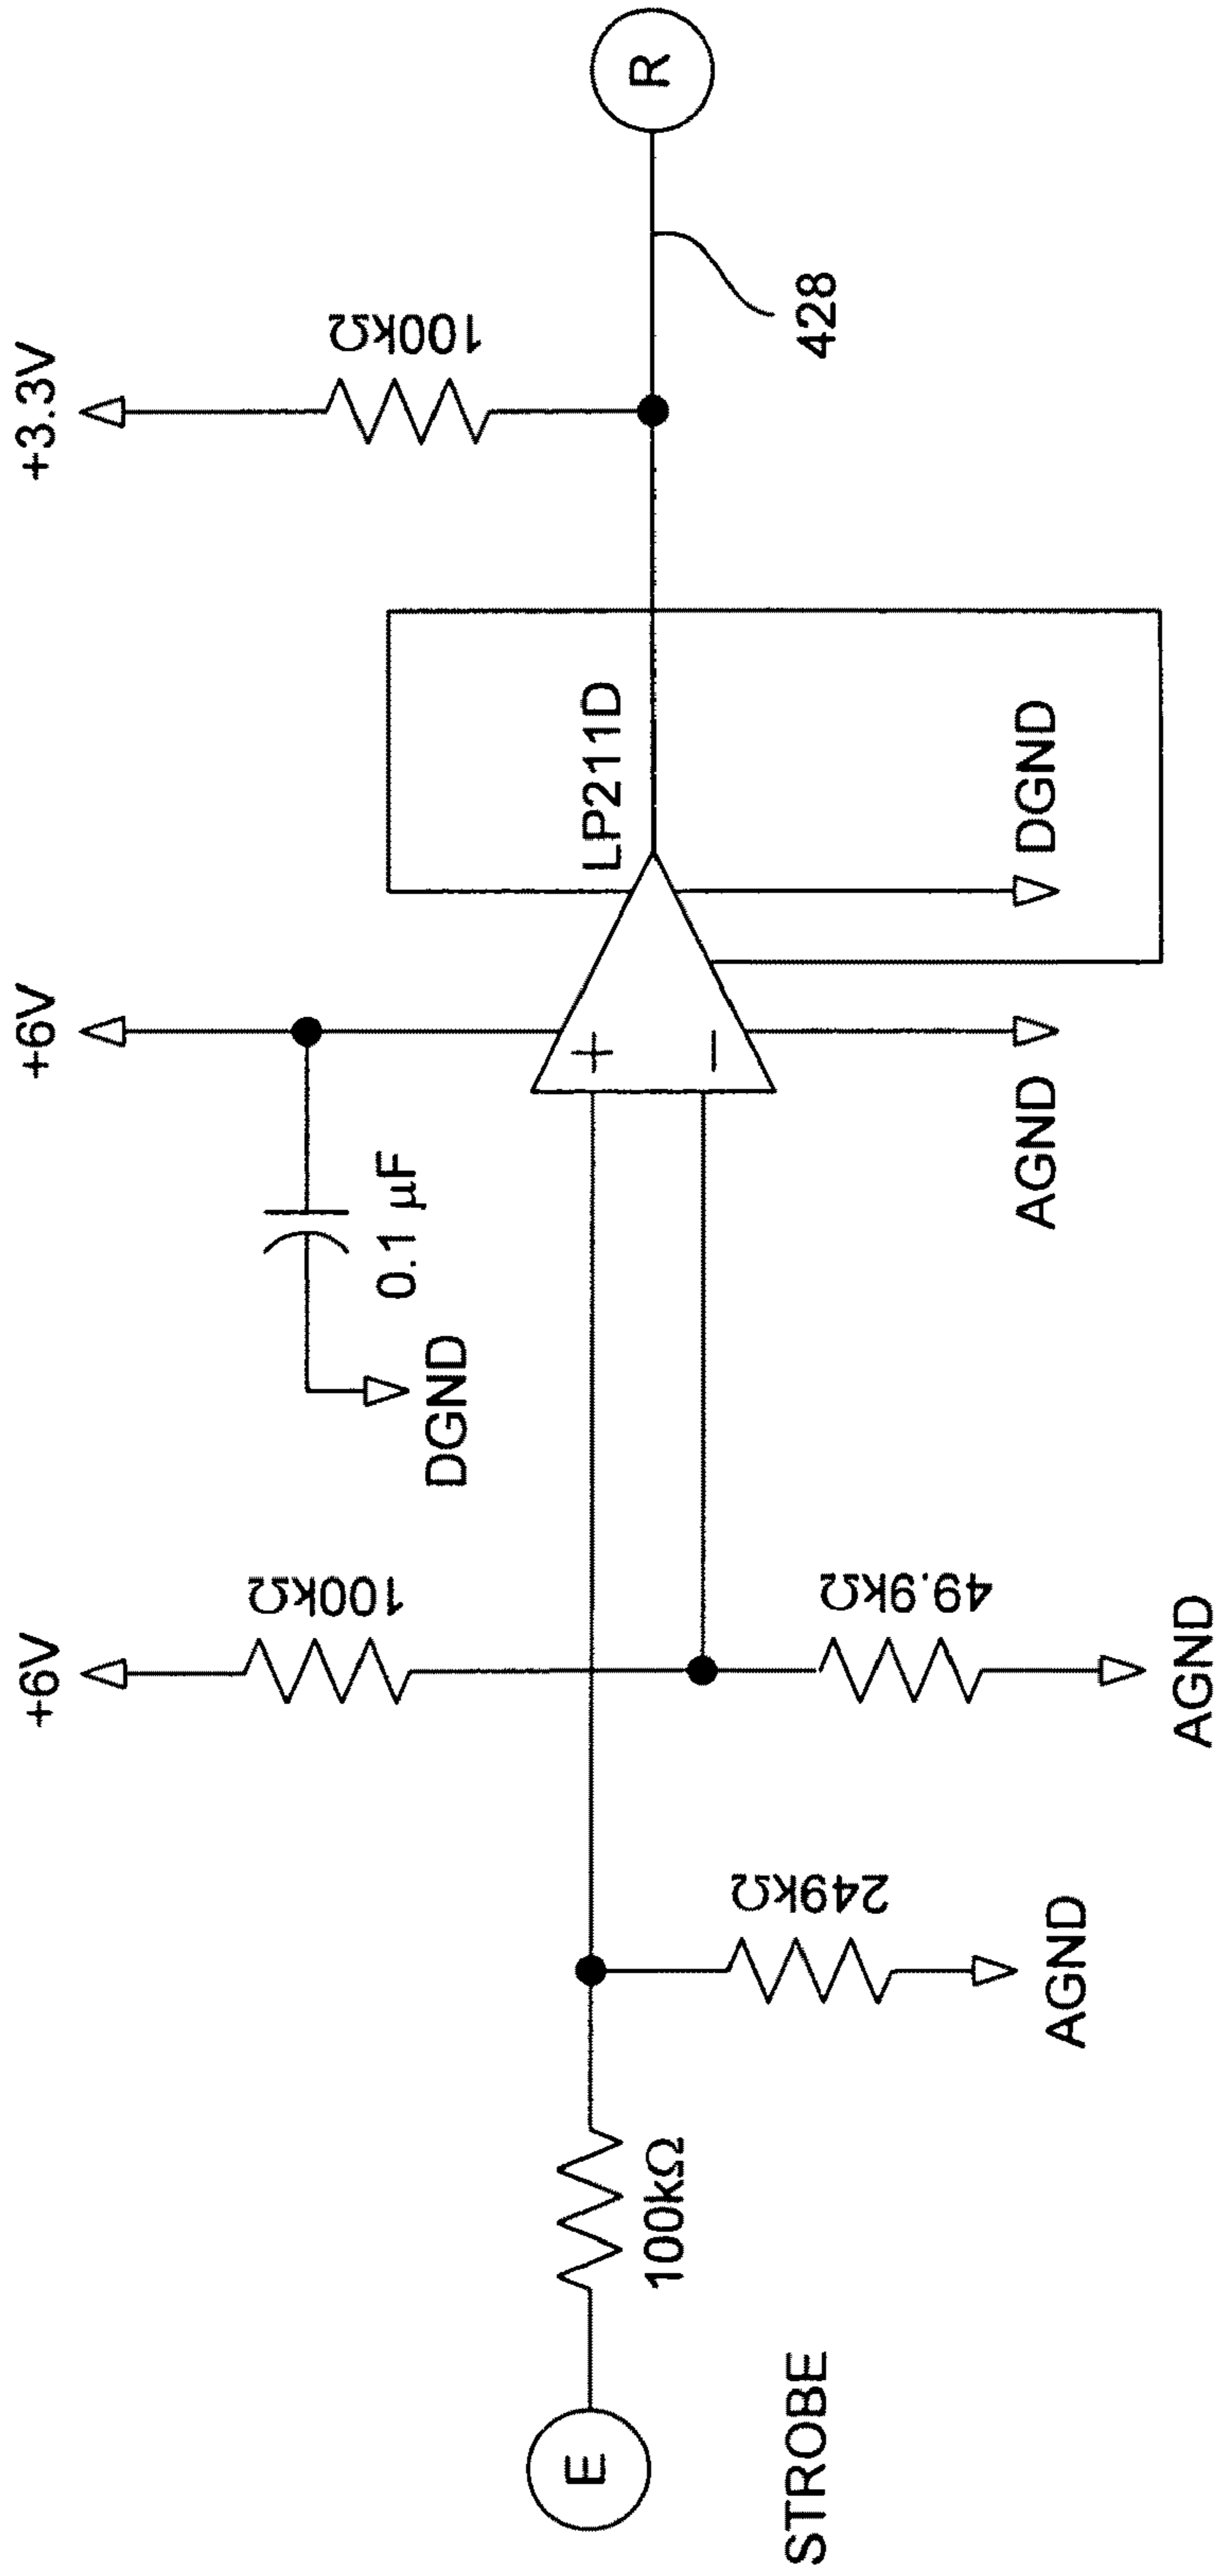 +6V
+6V
+3.3V
100kΩ
0.1 µF
DGND
100kΩ
LP211D
E
100kΩ
STROBE
249kΩ
AGND
49.9kΩ
AGND
+
−
AGND
DGND
428
R